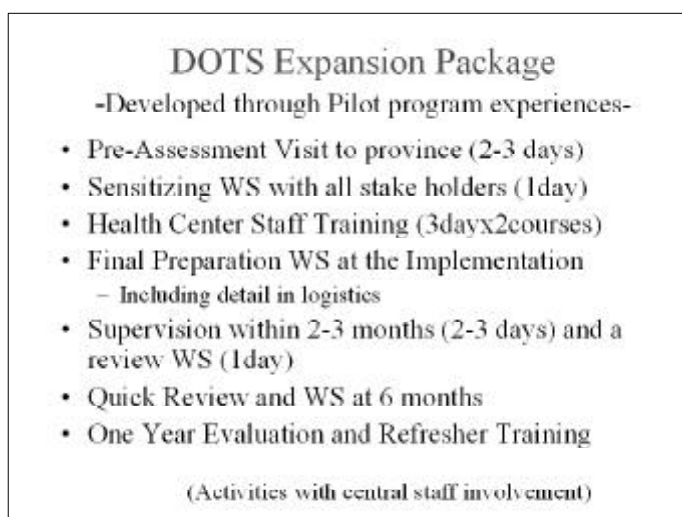 DOTS Expansion Package
-Developed through Pilot program experiences-
• Pre-Assessment Visit to province (2-3 days)
• Sensitizing WS with all stake holders (1day)
• Health Center Staff Training (3dayx2courses)
• Final Preparation WS at the Implementation
– Including detail in logistics
• Supervision within 2-3 months (2-3 days) and a
review WS (1day)
• Quick Review and WS at 6 months
• One Year Evaluation and Refresher Training
(Activities with central staff involvement)